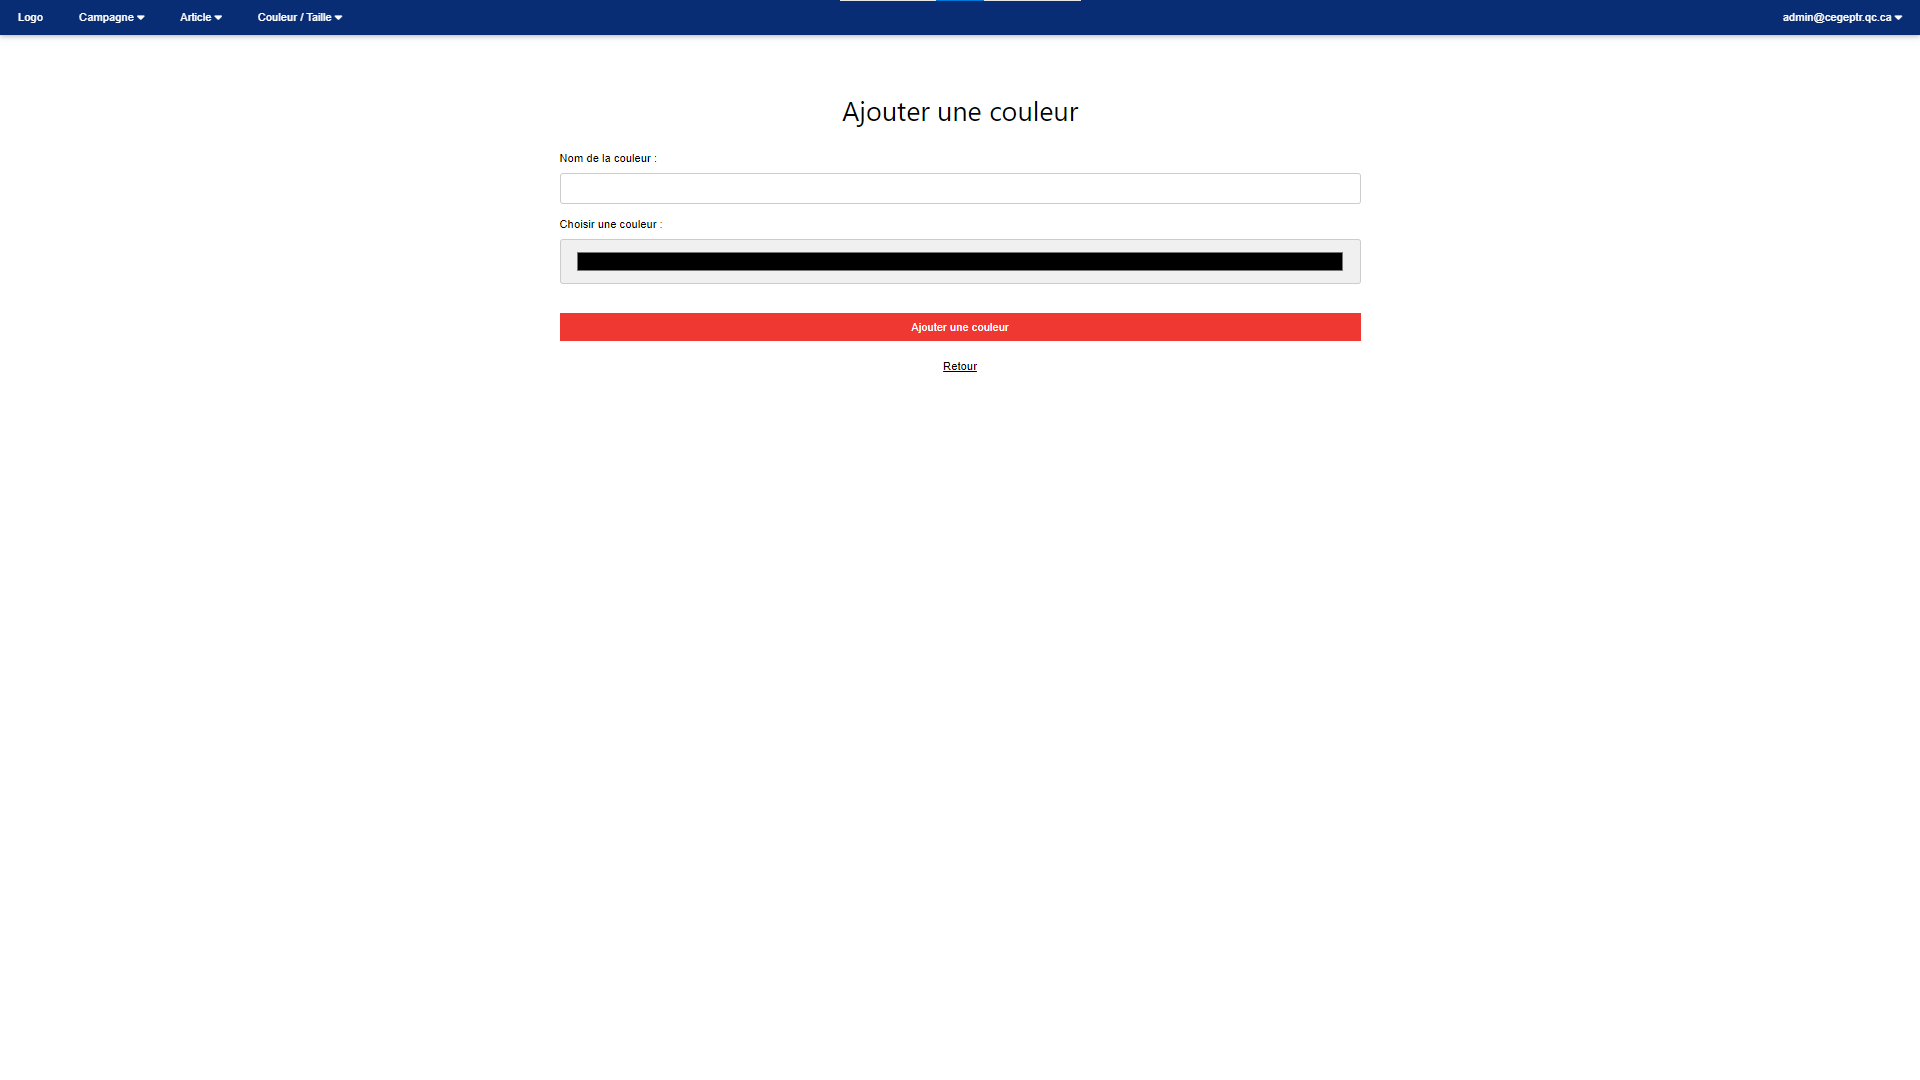 Logo
Campagne
Article
Couleur / Taille
admin@cegeptr.qc.ca
Ajouter une couleur
Nom de la couleur :
Choisir une couleur :
Ajouter une couleur
Retour